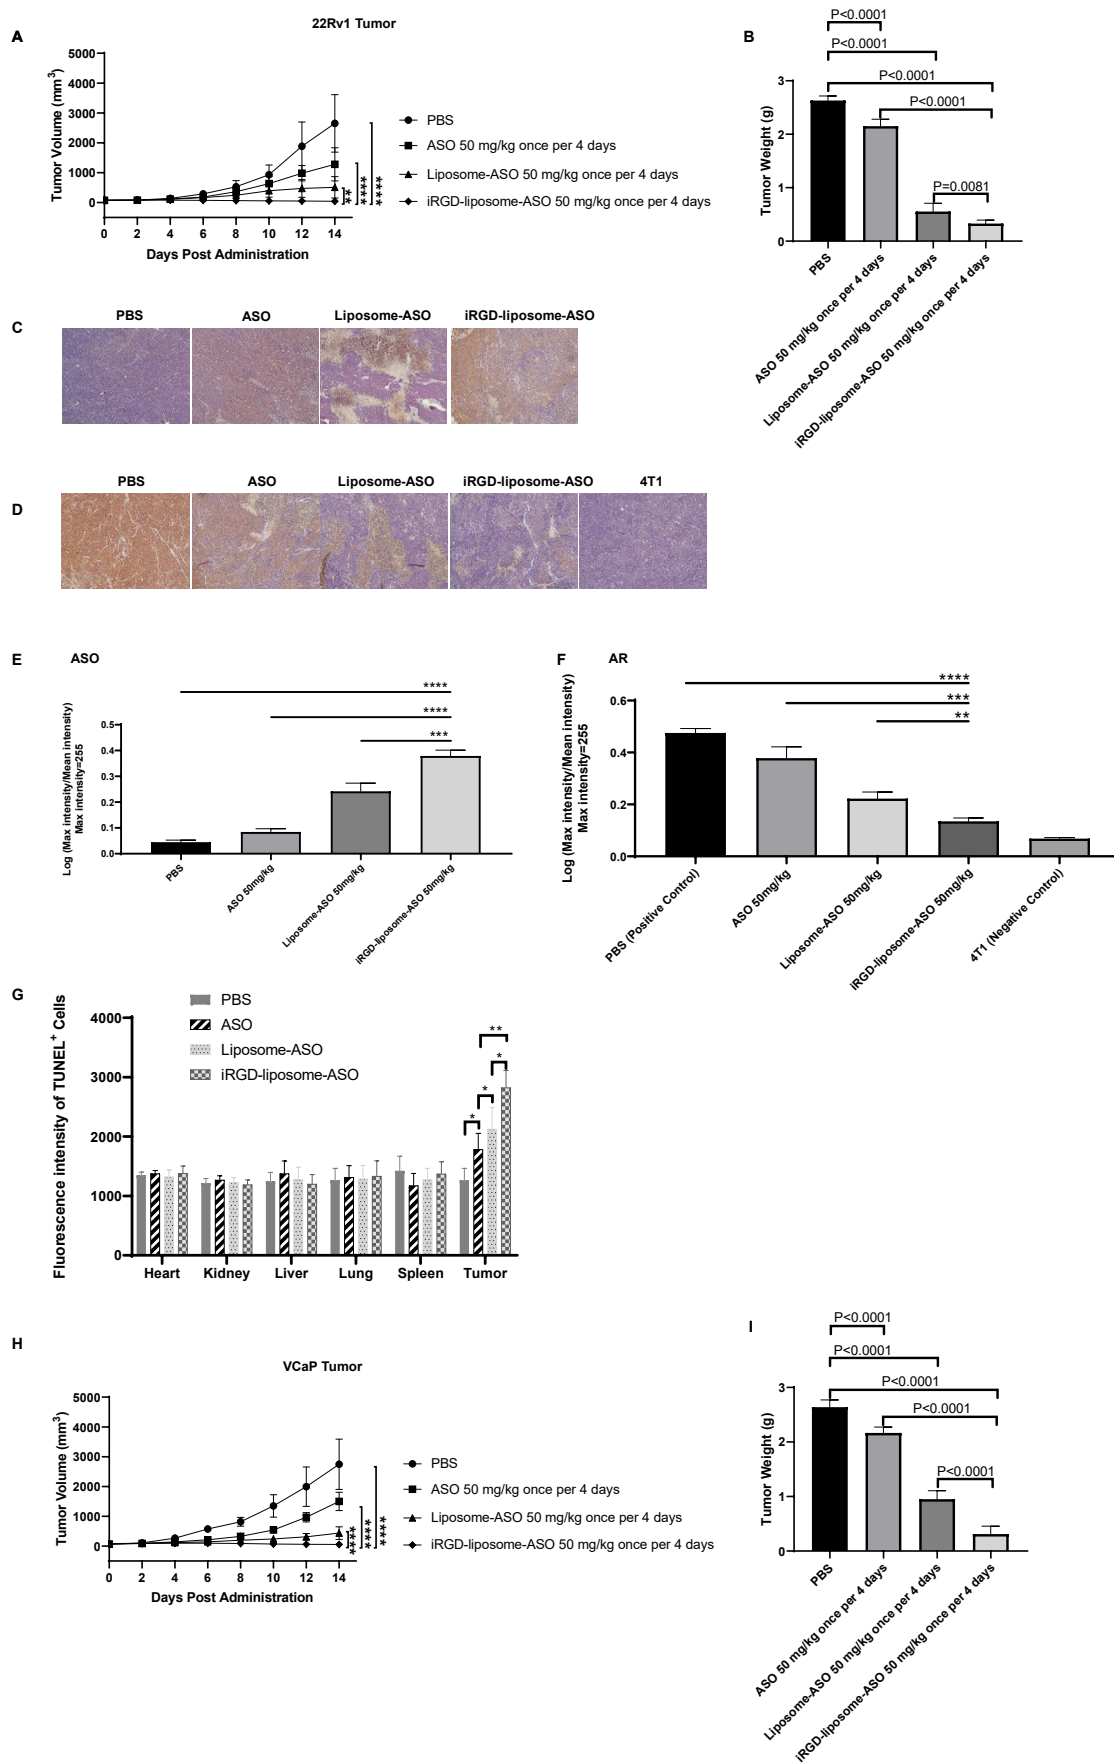 A
22Rv1 Tumor
Tumor Volume (mm³)
5000
4000
3000
2000
1000
0
0 2 4 6 8 10 12 14
Days Post Administration
PBS
ASO 50 mg/kg once per 4 days
Liposome-ASO 50 mg/kg once per 4 days
iRGD-liposome-ASO 50 mg/kg once per 4 days
**
****
****
B
P<0.0001
P<0.0001
P<0.0001
P<0.0001
P=0.0081
Tumor Weight (g)
3
2
1
0
PBS
ASO 50 mg/kg once per 4 days
Liposome-ASO 50 mg/kg once per 4 days
iRGD-liposome-ASO 50 mg/kg once per 4 days
C
PBS ASO Liposome-ASO iRGD-liposome-ASO
D
PBS ASO Liposome-ASO iRGD-liposome-ASO 4T1
E
ASO
****
****
***
Log (Max intensity/Mean intensity)
Max intensity=255
0.5
0.4
0.3
0.2
0.1
0.0
PBS
ASO 50mg/kg
Liposome-ASO 50mg/kg
iRGD-liposome-ASO 50mg/kg
F
AR
****
***
**
Log (Max intensity/Mean intensity)
Max intensity=255
0.6
0.4
0.2
0.0
PBS (Positive Control)
ASO 50mg/kg
Liposome-ASO 50mg/kg
iRGD-liposome-ASO 50mg/kg
4T1 (Negative Control)
G
Fluorescence intensity of TUNEL⁺ Cells
4000
3000
2000
1000
0
PBS
ASO
Liposome-ASO
iRGD-liposome-ASO
**
*
*
*
Heart Kidney Liver Lung Spleen Tumor
H
VCaP Tumor
Tumor Volume (mm³)
5000
4000
3000
2000
1000
0
0 2 4 6 8 10 12 14
Days Post Administration
PBS
ASO 50 mg/kg once per 4 days
Liposome-ASO 50 mg/kg once per 4 days
iRGD-liposome-ASO 50 mg/kg once per 4 days
****
****
****
I
P<0.0001
P<0.0001
P<0.0001
P<0.0001
P<0.0001
Tumor Weight (g)
3
2
1
0
PBS
ASO 50 mg/kg once per 4 days
Liposome-ASO 50 mg/kg once per 4 days
iRGD-liposome-ASO 50 mg/kg once per 4 days